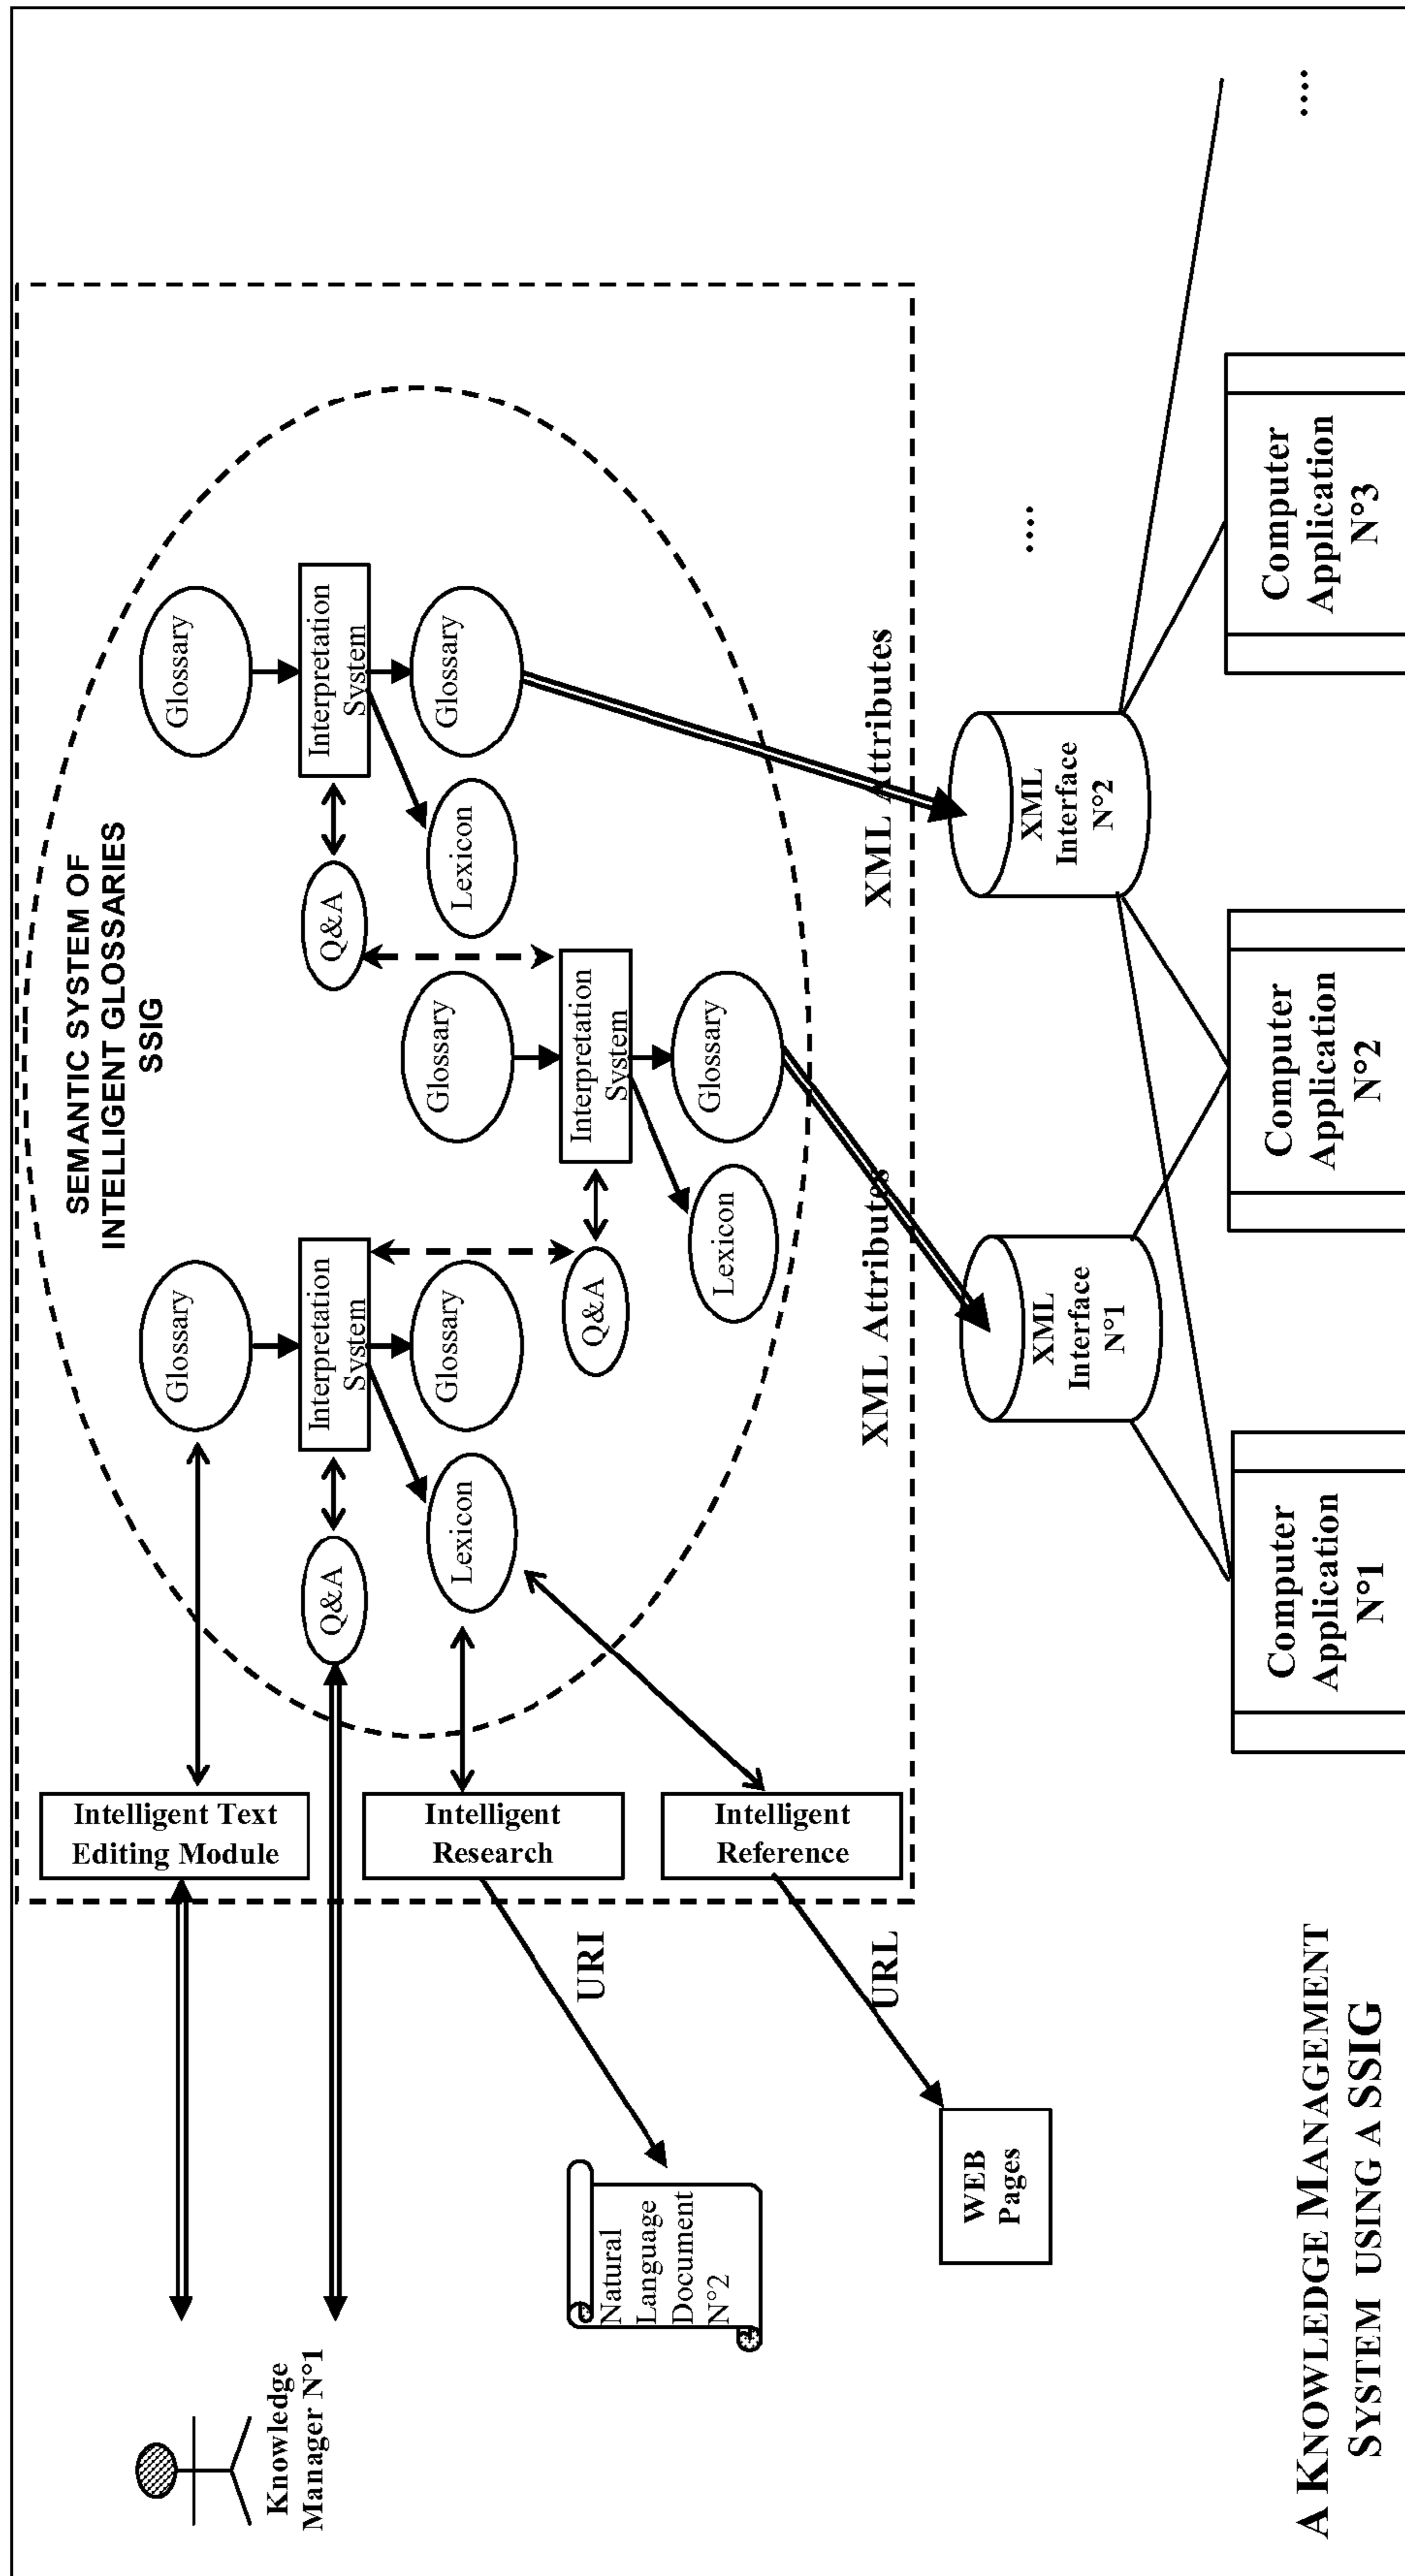 SEMANTIC SYSTEM OF
INTELLIGENT GLOSSARIES
SSIG
Knowledge
Manager N°1
Intelligent Text
Editing Module
Glossary
Glossary
Q&A
Interpretation
System
Q&A
Interpretation
System
Intelligent
Research
Lexicon
Glossary
Glossary
Lexicon
Glossary
Natural
Language
Document
N°2
URI
Q&A
Interpretation
System
Intelligent
Reference
Lexicon
Glossary
URL
XML Attributes
XML Attributes
WEB
Pages
XML
Interface
N°1
XML
Interface
N°2
....
A KNOWLEDGE MANAGEMENT
SYSTEM USING A SSIG
Computer
Application
N°1
Computer
Application
N°2
Computer
Application
N°3
....